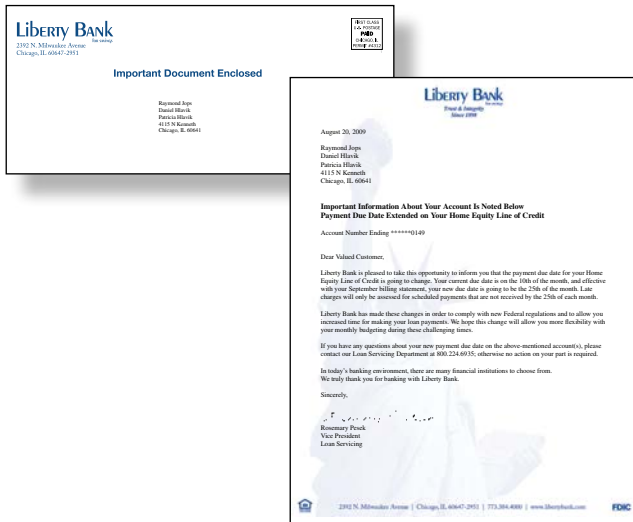 LIBERTY BANK
for savings
2392 N. Milwaukee Avenue
Chicago, IL 60647-2951
FIRST CLASS
U.S. POSTAGE
PAID
CHICAGO, IL
PERMIT #4312
Important Document Enclosed
Raymond Jops
Daniel Hlavik
Patricia Hlavik
4115 N Kenneth
Chicago, IL 60641
LIBERTY BANK
for savings
Trust & Integrity
Since 1898
August 20, 2009
Raymond Jops
Daniel Hlavik
Patricia Hlavik
4115 N Kenneth
Chicago, IL 60641
Important Information About Your Account Is Noted Below
Payment Due Date Extended on Your Home Equity Line of Credit
Account Number Ending ******0149
Dear Valued Customer,
Liberty Bank is pleased to take this opportunity to inform you that the payment due date for your Home
Equity Line of Credit is going to change. Your current due date is on the 10th of the month, and effective
with your September billing statement, your new due date is going to be the 25th of the month. Late
charges will only be assessed for scheduled payments that are not received by the 25th of each month.
Liberty Bank has made these changes in order to comply with new Federal regulations and to allow you
increased time for making your loan payments. We hope this change will allow you more flexibility with
your monthly budgeting during these challenging times.
If you have any questions about your new payment due date on the above-mentioned account(s), please
contact our Loan Servicing Department at 800.224.6935; otherwise no action on your part is required.
In today's banking environment, there are many financial institutions to choose from.
We truly thank you for banking with Liberty Bank.
Sincerely,
Rosemary Pesek
Vice President
Loan Servicing
2392 N. Milwaukee Avenue | Chicago, IL 60647-2951 | 773.384.4000 | www.libertybank.com
FDIC